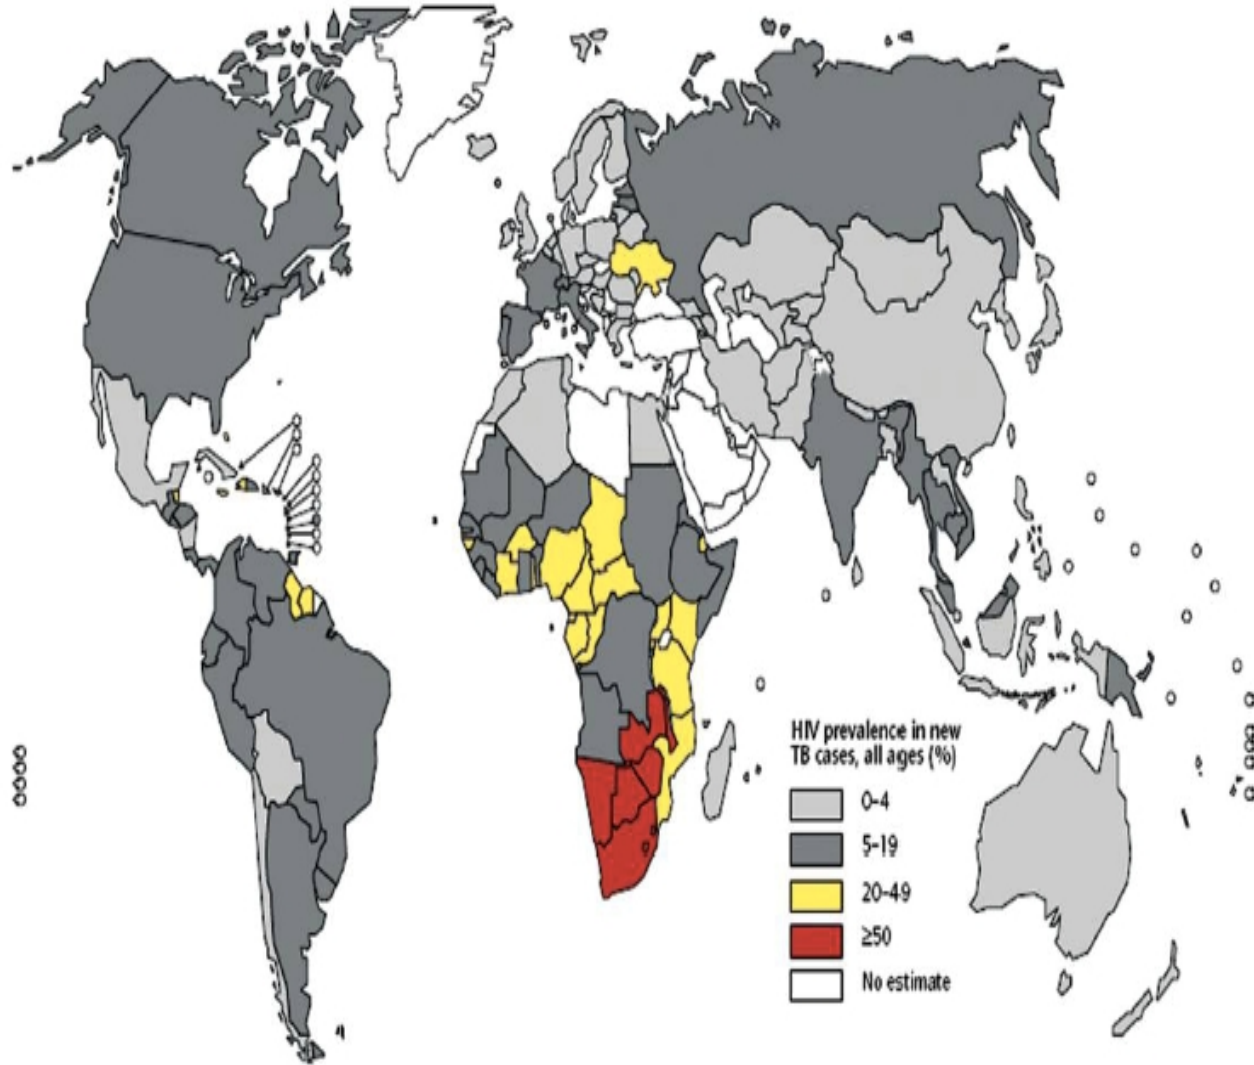 HIV prevalence in new
TB cases, all ages (%)
0–4
5–19
20–49
≥50
No estimate